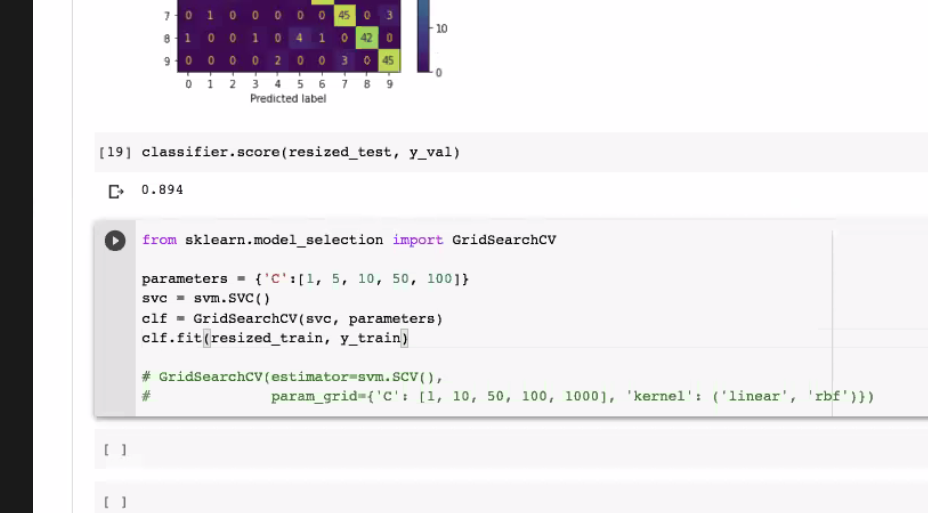 7 0 1 0 0 0 0 0 45 0 3
10
8 1 0 0 1 0 4 1 0 42 0
9 0 0 0 0 2 0 0 3 0 45
0
0 1 2 3 4 5 6 7 8 9
Predicted label
[19] classifier.score(resized_test, y_val)
0.894
from sklearn.model_selection import GridSearchCV
parameters = {'C':[1, 5, 10, 50, 100]}
svc = svm.SVC()
clf = GridSearchCV(svc, parameters)
clf.fit(resized_train, y_train)
# GridSearchCV(estimator=svm.SCV(),
# param_grid={'C': [1, 10, 50, 100, 1000], 'kernel': ('linear', 'rbf')})
[ ]
[ ]